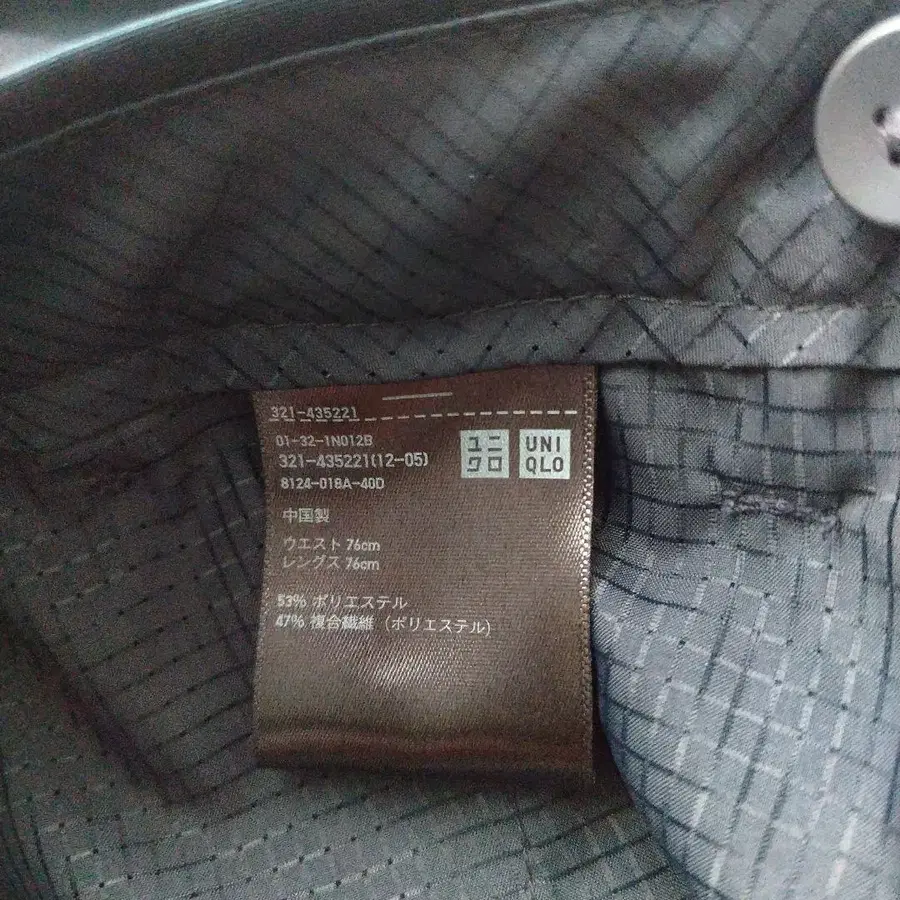 321-435221
01-32-1N012B
321-435221(12-05)
8124-018A-40D
ユニ
クロ
UNI
QLO
中国製
ウエスト 76cm
レングス 76cm
53% ポリエステル
47% 複合繊維(ポリエステル)